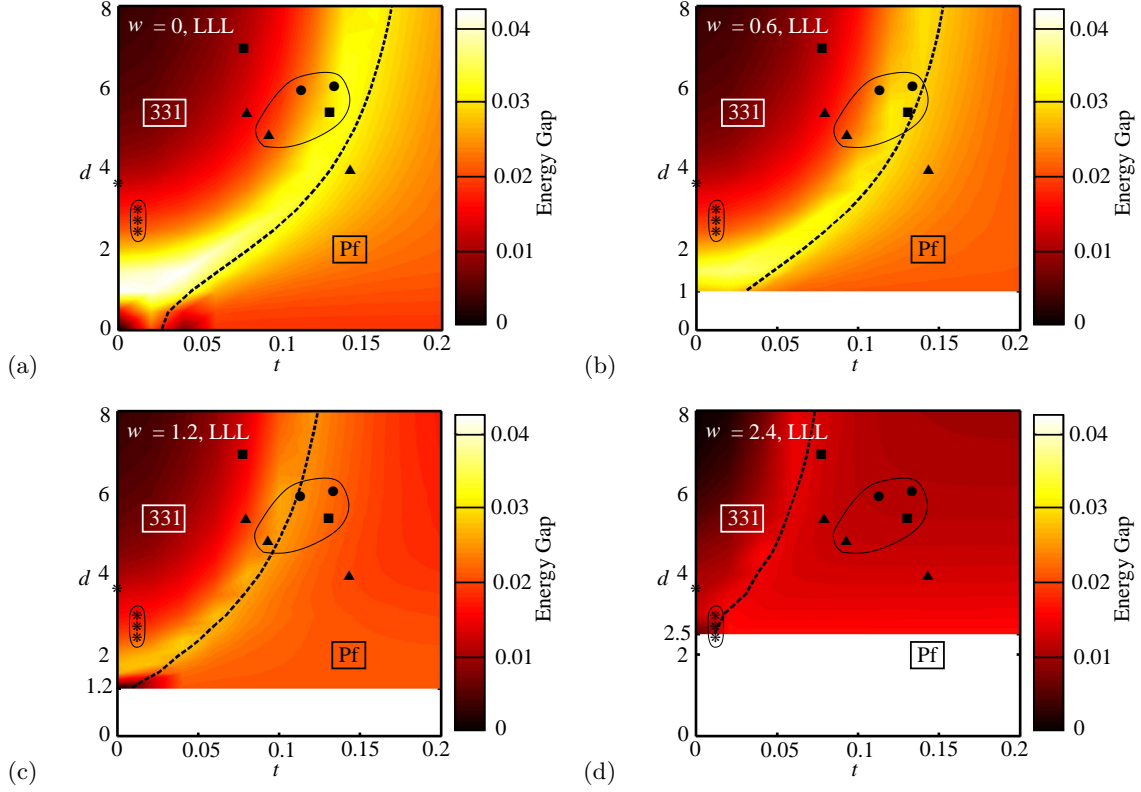 8
w = 0, LLL
6
331
4
d
2
Pf
0
0
0.05
0.1
0.15
0.2
t
0.04
0.03
0.02
0.01
0
Energy Gap
(a)
8
w = 0.6, LLL
6
331
4
d
2
Pf
1
0
0
0.05
0.1
0.15
0.2
t
0.04
0.03
0.02
0.01
0
Energy Gap
(b)
8
w = 1.2, LLL
6
331
4
d
2
Pf
1.2
0
0
0.05
0.1
0.15
0.2
t
0.04
0.03
0.02
0.01
0
Energy Gap
(c)
8
w = 2.4, LLL
6
331
4
d
2.5
2
Pf
0
0
0.05
0.1
0.15
0.2
t
0.04
0.03
0.02
0.01
0
Energy Gap
(d)